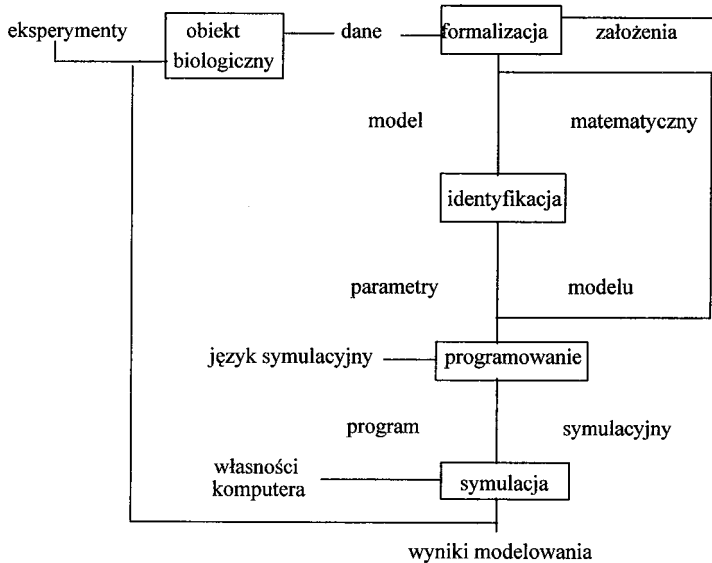 eksperymenty
obiekt
biologiczny
dane
formalizacja
założenia
model
matematyczny
identyfikacja
parametry
modelu
język symulacyjny
programowanie
program
symulacyjny
własności
komputera
symulacja
wyniki modelowania